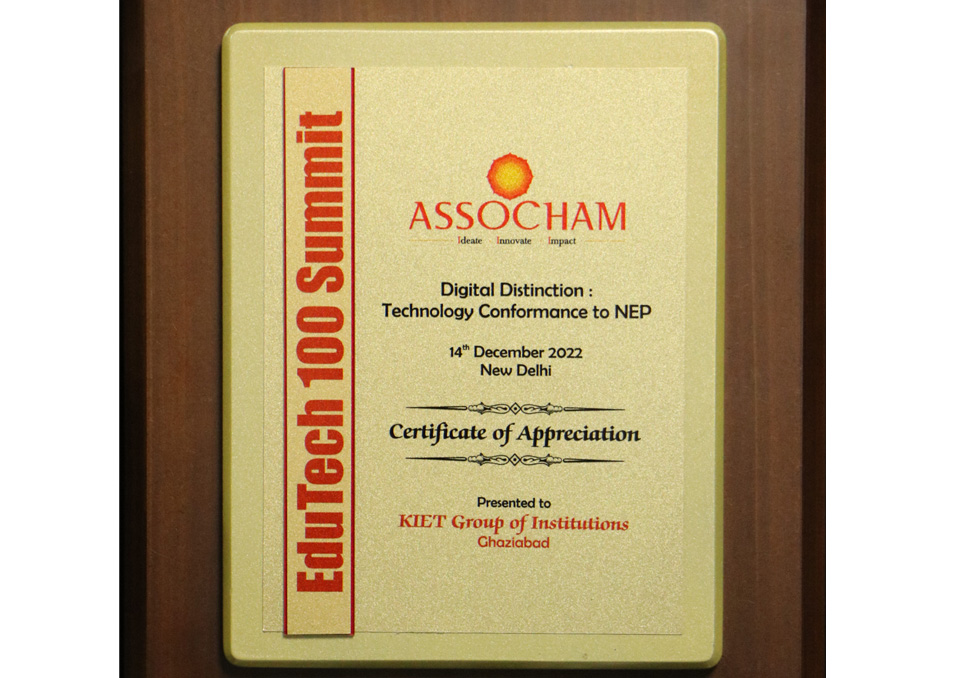 EduTech 100 Summit
ASSOCHAM
Ideate Innovate Impact
Digital Distinction :
Technology Conformance to NEP
14th December 2022
New Delhi
Certificate of Appreciation
Presented to
KIET Group of Institutions
Ghaziabad